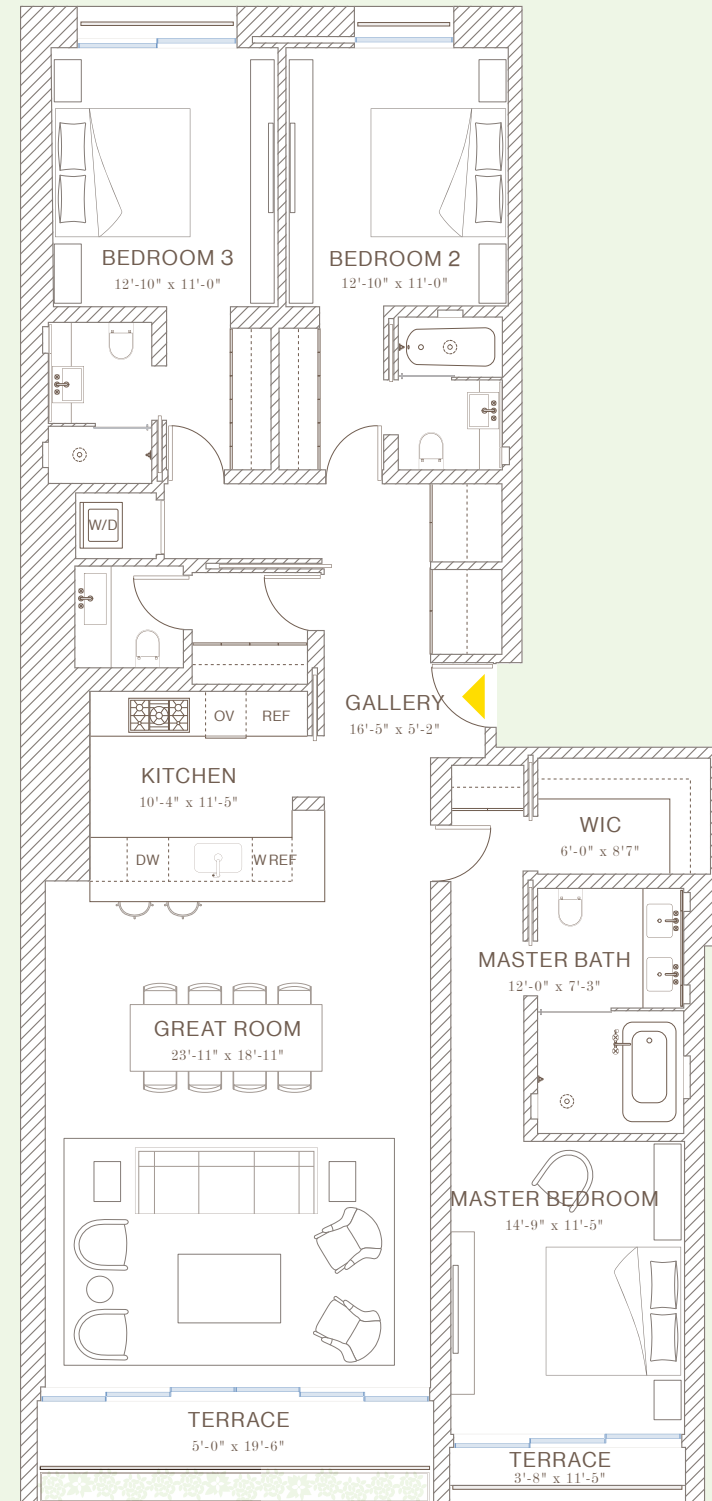 BEDROOM 3
12'-10" x 11'-0"
BEDROOM 2
12'-10" x 11'-0"
W/D
OV
REF
GALLERY
16'-5" x 5'-2"
KITCHEN
10'-4" x 11'-5"
DW
W REF
WIC
6'-0" x 8'7"
MASTER BATH
12'-0" x 7'-3"
GREAT ROOM
23'-11" x 18'-11"
MASTER BEDROOM
14'-9" x 11'-5"
TERRACE
5'-0" x 19'-6"
TERRACE
3'-8" x 11'-5"